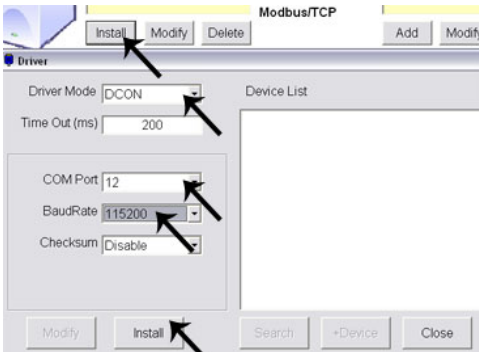 Modbus/TCP
Install Modify Delete Add Modify
Driver
Driver Mode DCON Device List
Time Out (ms) 200
COM Port 12
BaudRate 115200
Checksum Disable
Modify Install Search +Device Close